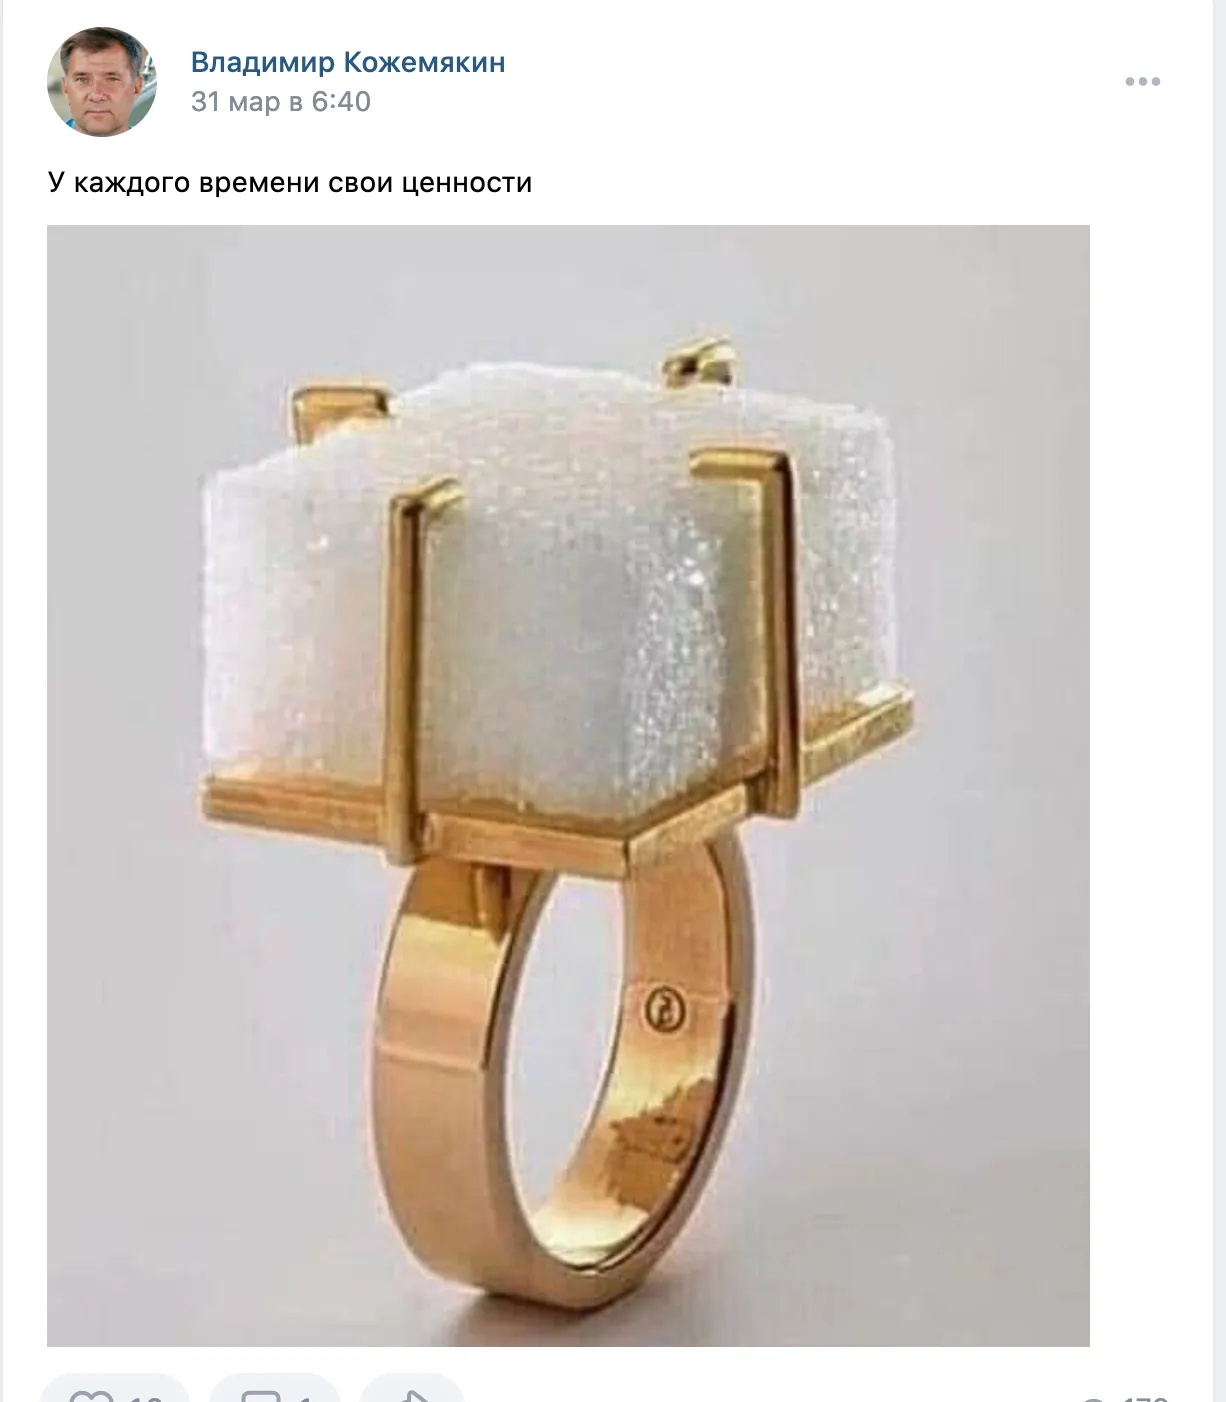 Владимир Кожемякин
31 мар в 6:40
У каждого времени свои ценности